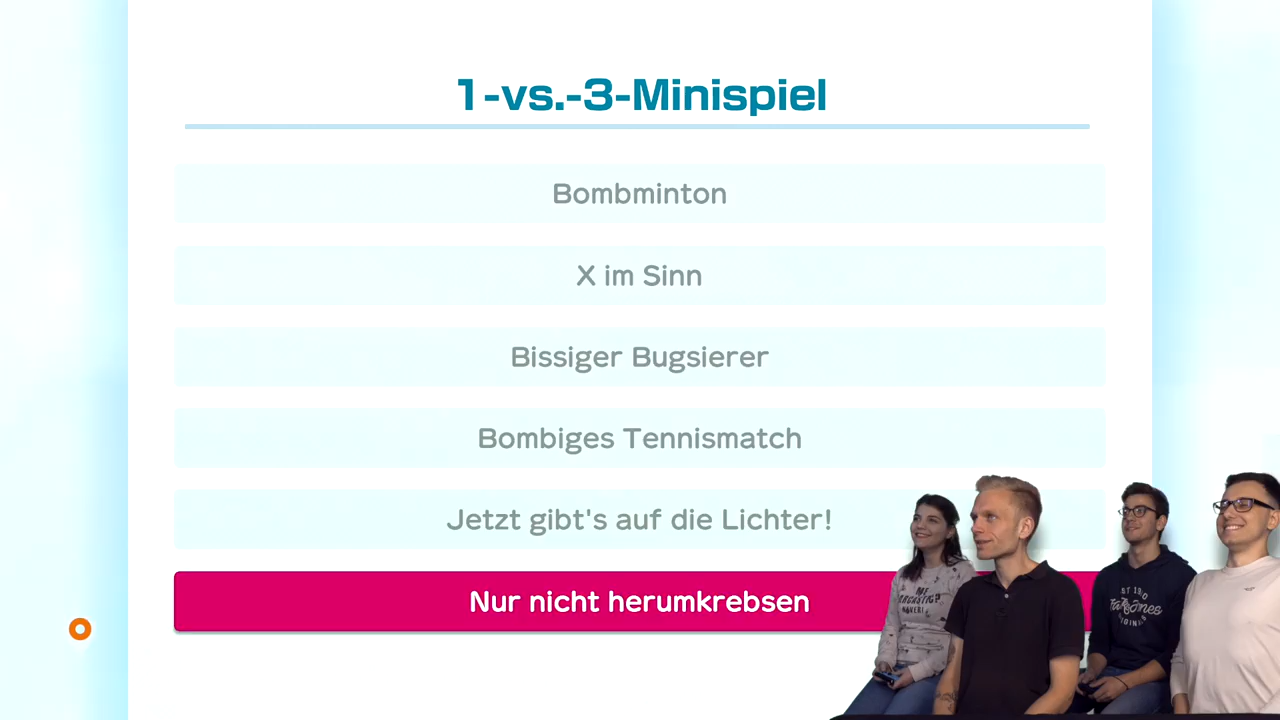 1-vs.-3-Minispiel
Bombminton
X im Sinn
Bissiger Bugsierer
Bombiges Tennismatch
Jetzt gibt's auf die Lichter!
Nur nicht herumkrebsen
ME